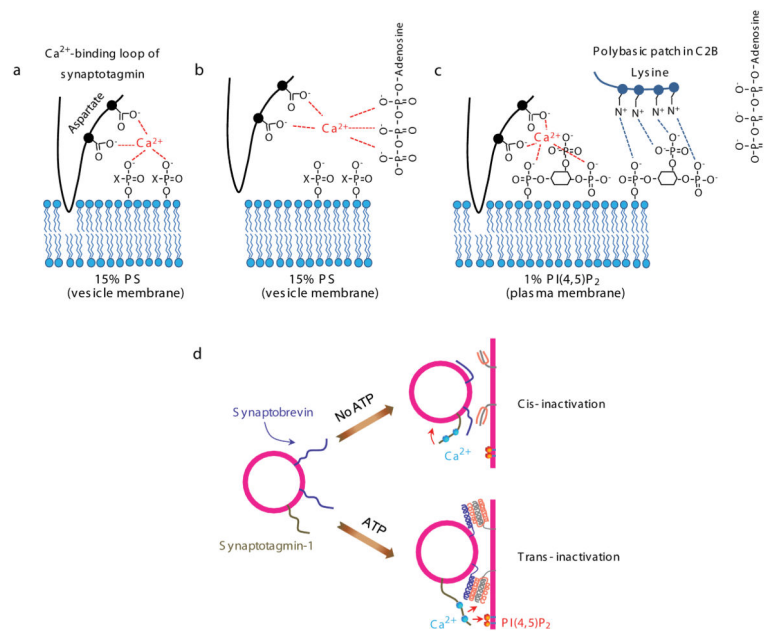 a
Ca²⁺-binding loop of
synaptotagmin
Aspartate
O
O⁻
O
O⁻
Ca²⁺
O⁻ O⁻
X-P=O X-P=O
O O
15% PS
(vesicle membrane)
b
O
O⁻
O
O⁻
Ca²⁺
O⁻-P-O-P-O-P-O-Adenosine
O O O
O⁻ O⁻
X-P=O X-P=O
O O
15% PS
(vesicle membrane)
c
Polybasic patch in C2B
Lysine
N⁺ N⁺ N⁺ N⁺
O
O⁻
O
O⁻
Ca²⁺
O⁻-P=O
O⁻
O=P
O
O-P-O⁻
O
O⁻-P=O
O⁻
O=P
O
O-P-O⁻
O
O⁻-P-O-P-O-P-O-Adenosine
O O O
1% PI(4,5)P₂
(plasma membrane)
d
Synaptobrevin
Synaptotagmin-1
No ATP
ATP
Ca²⁺
Cis-inactivation
Trans-inactivation
Ca²⁺
PI(4,5)P₂